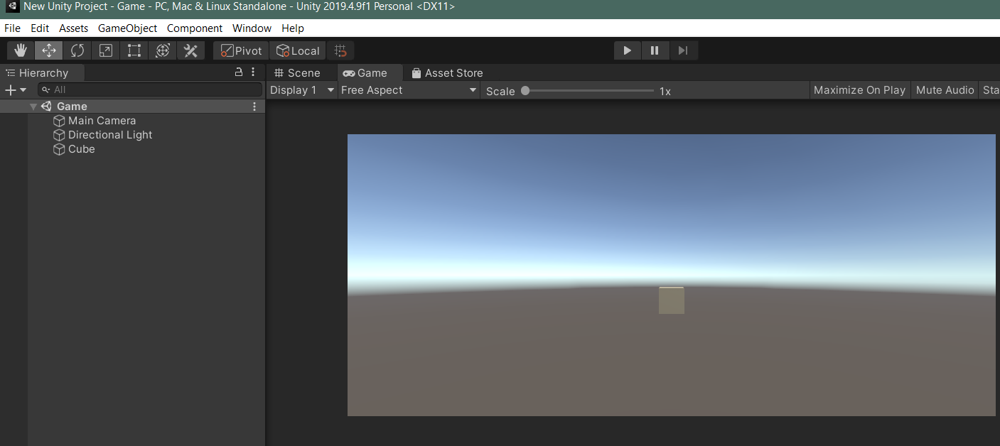 New Unity Project - Game - PC, Mac & Linux Standalone - Unity 2019.4.9f1 Personal <DX11>
File Edit Assets GameObject Component Window Help
Pivot Local
Hierarchy Scene Game Asset Store
All Display 1 Free Aspect Scale 1x Maximize On Play Mute Audio Sta
Game
Main Camera
Directional Light
Cube